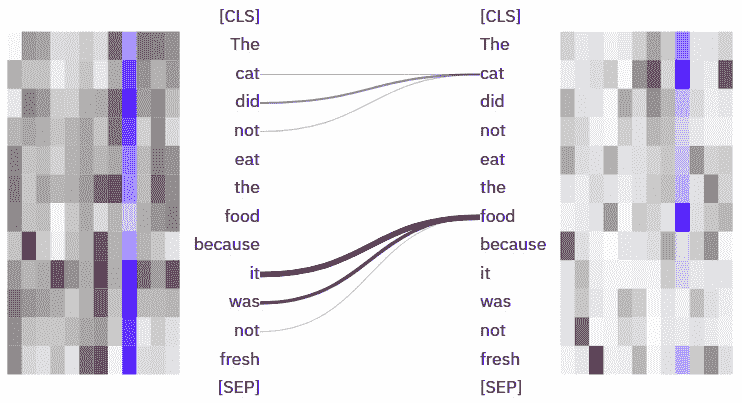 [CLS] [CLS]
The The
cat cat
did did
not not
eat eat
the the
food food
because because
it it
was was
not not
fresh fresh
[SEP] [SEP]